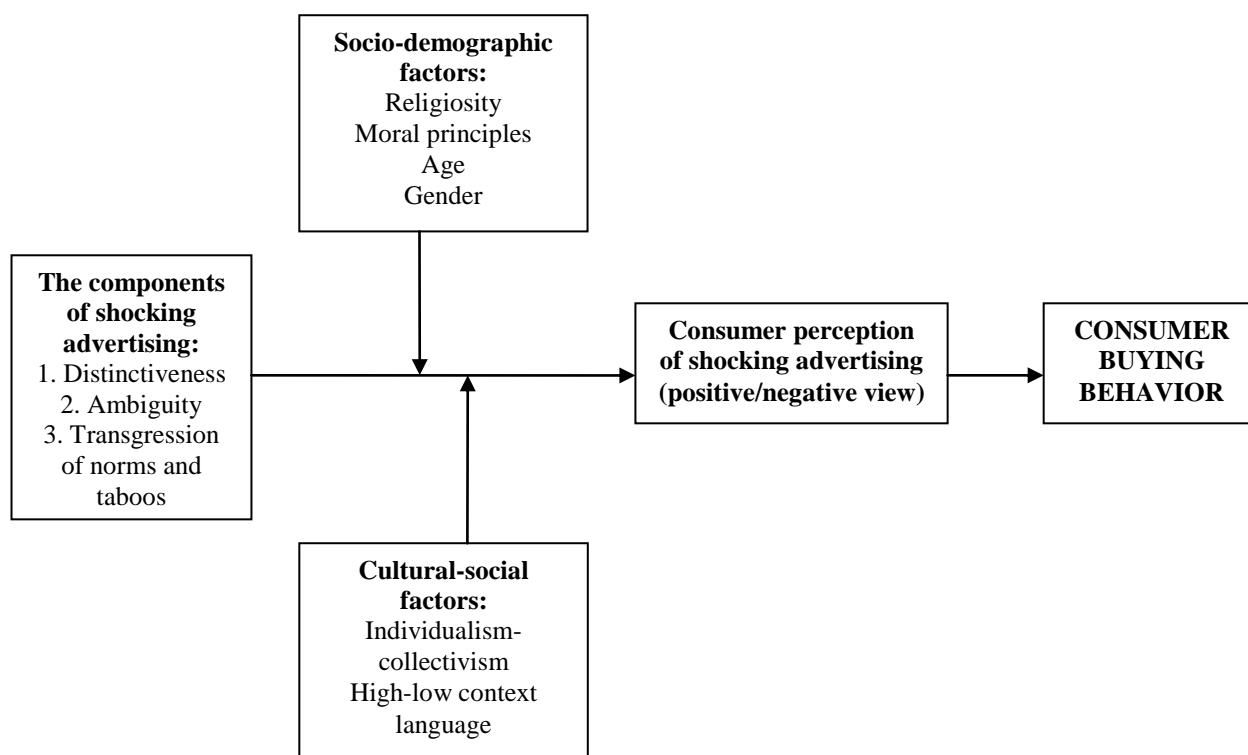 Socio-demographic
factors:
Religiosity
Moral principles
Age
Gender
The components
of shocking
advertising:
1. Distinctiveness
2. Ambiguity
3. Transgression
of norms and
taboos
Consumer perception
of shocking advertising
(positive/negative view)
CONSUMER
BUYING
BEHAVIOR
Cultural-social
factors:
Individualism-
collectivism
High-low context
language